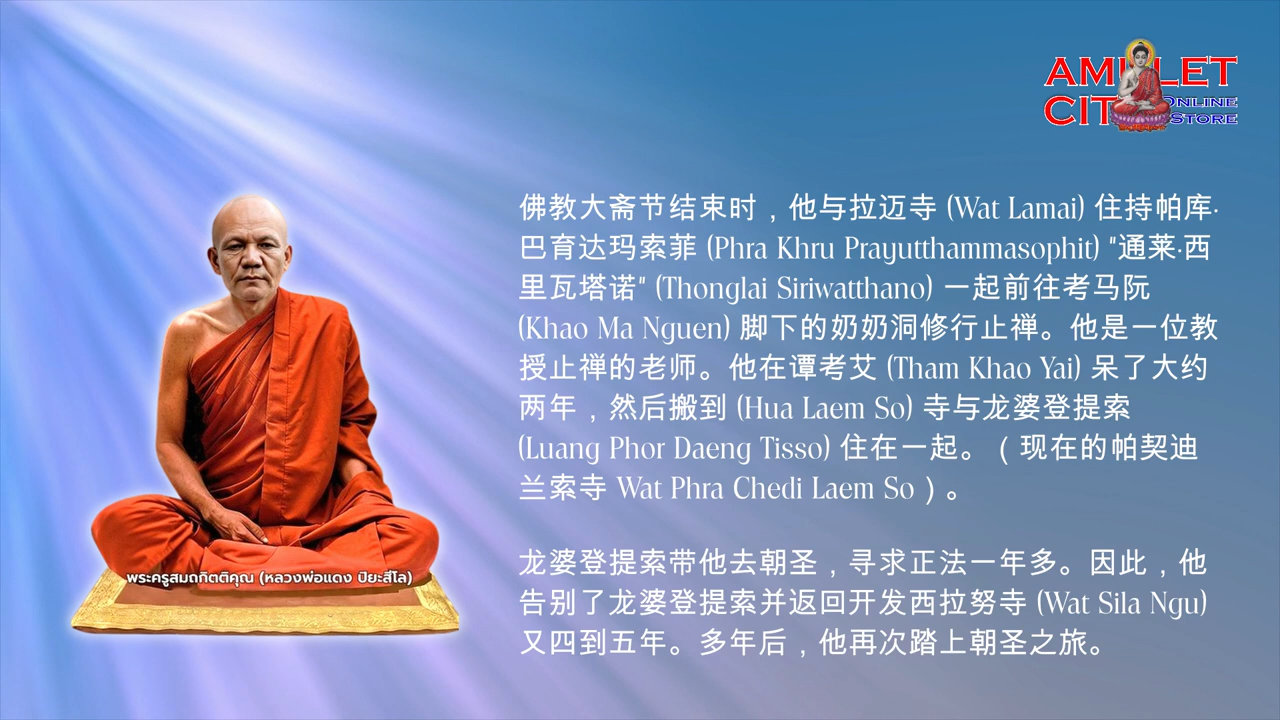 AMULET
CITY ONLINE
STORE
佛教大斋节结束时，他与拉迈寺 (Wat Lamai) 住持帕库·
巴育达玛索菲 (Phra Khru Prayutthammasophit) "通莱·西
里瓦塔诺" (Thonglai Siriwatthano) 一起前往考马阮
(Khao Ma Nguen) 脚下的奶奶洞修行止禅。他是一位教
授止禅的老师。他在谭考艾 (Tham Khao Yai) 呆了大约
两年，然后搬到 (Hua Laem So) 寺与龙婆登提索
(Luang Phor Daeng Tisso) 住在一起。（现在的帕契迪
兰索寺 Wat Phra Chedi Laem So）。
龙婆登提索带他去朝圣，寻求正法一年多。因此，他
告别了龙婆登提索并返回开发西拉努寺 (Wat Sila Ngu)
又四到五年。多年后，他再次踏上朝圣之旅。
พระครูสมถกิตติคุณ (หลวงพ่อแดง ปิยะสีโล)